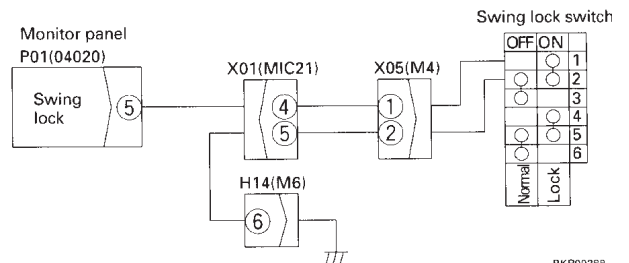 Swing lock switch
Monitor panel
P01(04020)
X01(MIC21)
X05(M4)
OFF ON
Swing
lock
5
4
5
1
2
1
2
3
4
5
6
Normal
Lock
H14(M6)
6